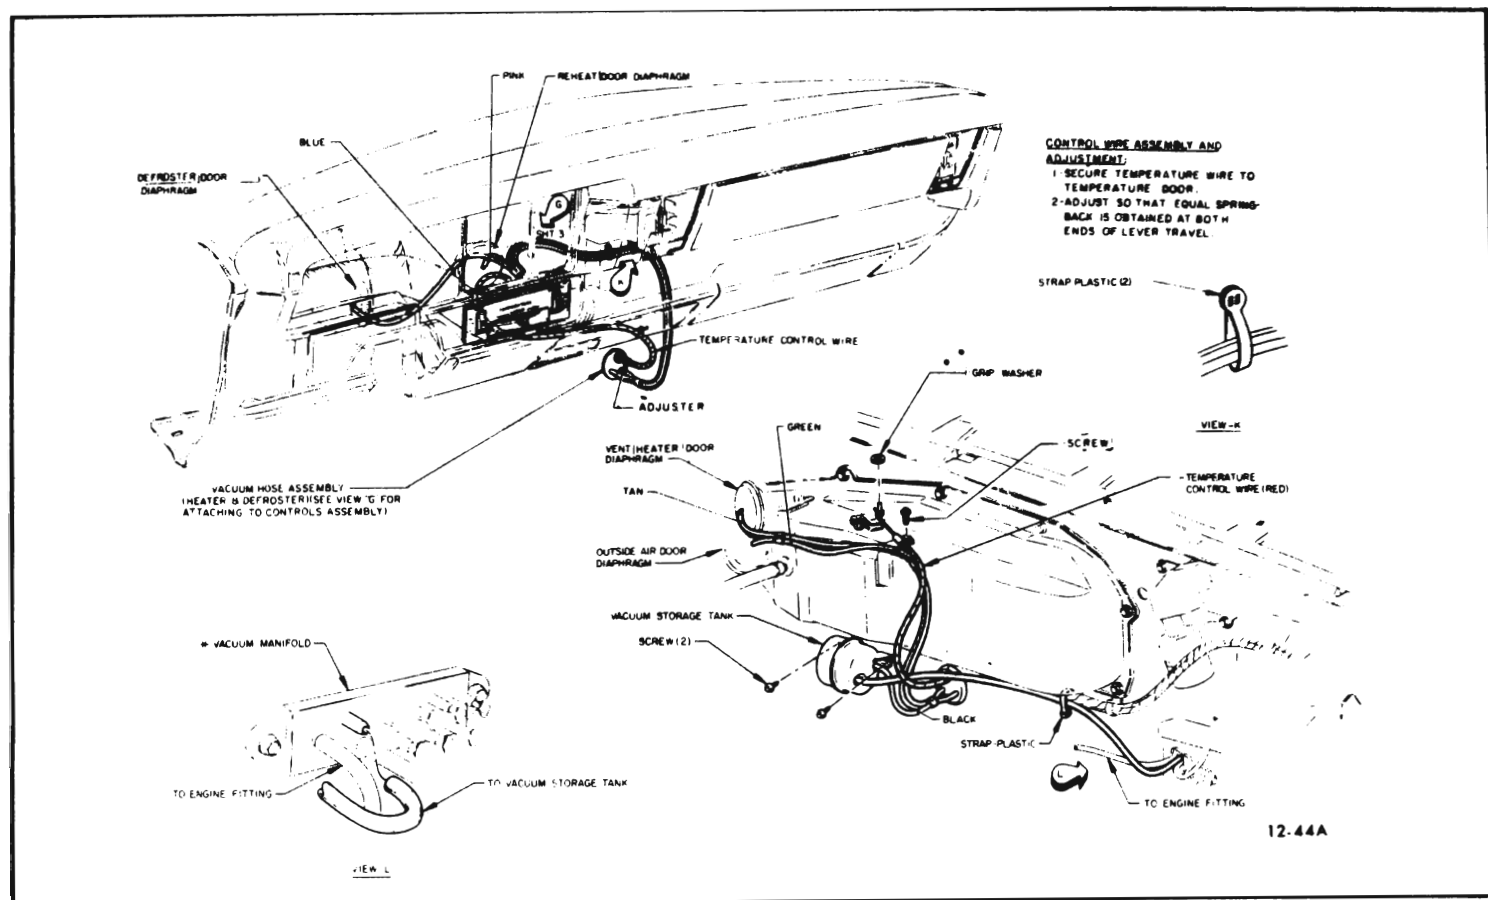 PINK
REHEAT DOOR DIAPHRAGM
BLUE
DEFROSTER DOOR
DIAPHRAGM
G
SHT 3
K
CONTROL WIRE ASSEMBLY AND
ADJUSTMENT:
1-SECURE TEMPERATURE WIRE TO
TEMPERATURE DOOR.
2-ADJUST SO THAT EQUAL SPRING-
BACK IS OBTAINED AT BOTH
ENDS OF LEVER TRAVEL.
STRAP PLASTIC (2)
VIEW-K
TEMPERATURE CONTROL WIRE
ADJUSTER
VACUUM HOSE ASSEMBLY
(HEATER & DEFROSTER)(SEE VIEW 'G' FOR
ATTACHING TO CONTROLS ASSEMBLY)
GRIP WASHER
GREEN
SCREW
VENT HEATER DOOR
DIAPHRAGM
TAN
TEMPERATURE
CONTROL WIRE (RED)
OUTSIDE AIR DOOR
DIAPHRAGM
VACUUM STORAGE TANK
SCREW (2)
BLACK
STRAP-PLASTIC
L
TO ENGINE FITTING
* VACUUM MANIFOLD
TO ENGINE FITTING
TO VACUUM STORAGE TANK
VIEW L
12-44A